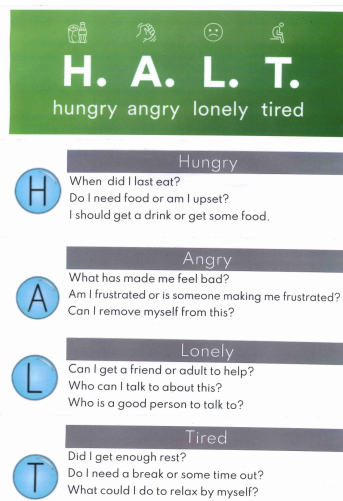 H. A. L. T.
hungry angry lonely tired
Hungry
H
When did I last eat?
Do I need food or am I upset?
I should get a drink or get some food.
Angry
A
What has made me feel bad?
Am I frustrated or is someone making me frustrated?
Can I remove myself from this?
Lonely
L
Can I get a friend or adult to help?
Who can I talk to about this?
Who is a good person to talk to?
Tired
T
Did I get enough rest?
Do I need a break or some time out?
What could I do to relax by myself?